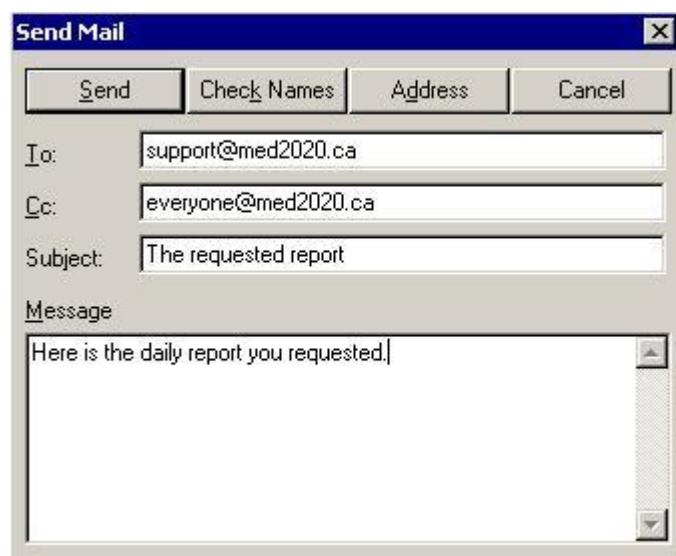 Send Mail
Send Check Names Address Cancel
To: support@med2020.ca
Cc: everyone@med2020.ca
Subject: The requested report
Message
Here is the daily report you requested.